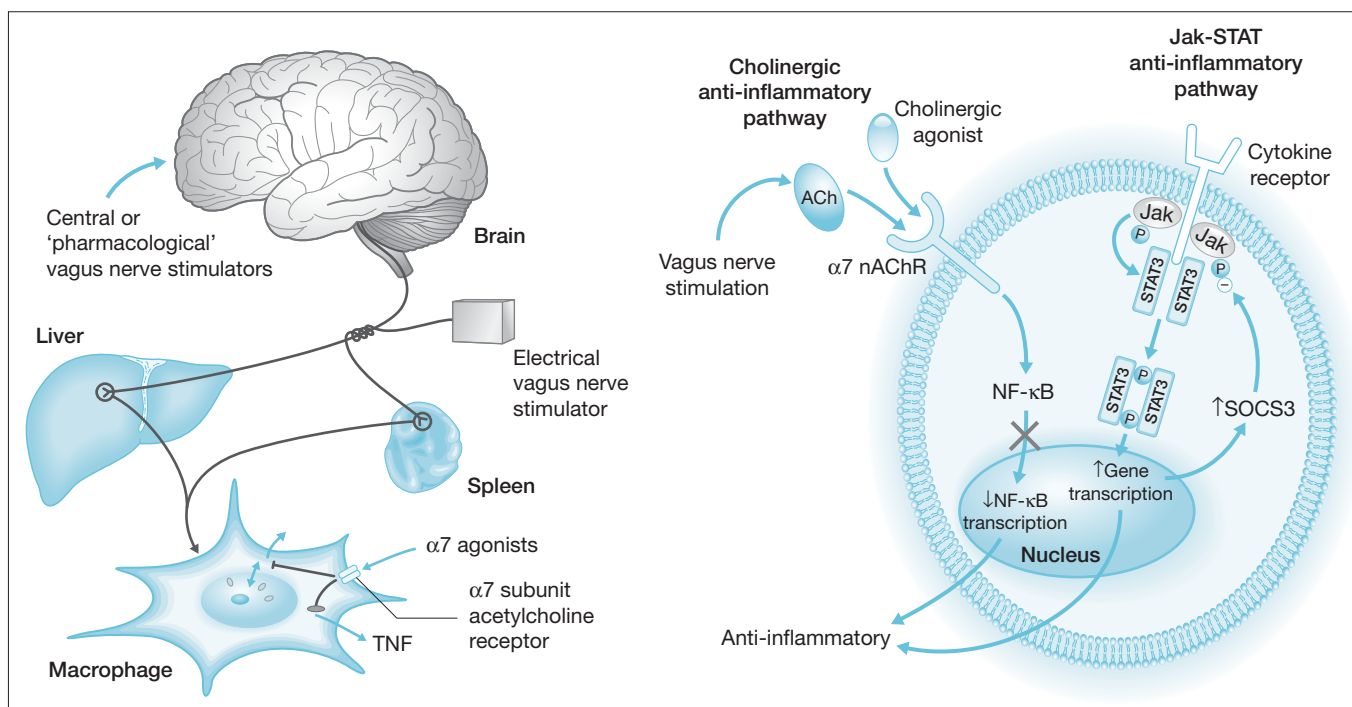 Central or
'pharmacological'
vagus nerve stimulators
Brain
Liver
Electrical
vagus nerve
stimulator
Spleen
α7 agonists
α7 subunit
acetylcholine
receptor
TNF
Macrophage
Cholinergic
anti-inflammatory
pathway
Cholinergic
agonist
ACh
Vagus nerve
stimulation
α7 nAChR
NF-κB
↓NF-κB
transcription
Nucleus
Anti-inflammatory
Jak-STAT
anti-inflammatory
pathway
Cytokine
receptor
Jak
P
Jak
P
−
STAT3
STAT3
STAT3
P
STAT3
P
↑SOCS3
↑Gene
transcription